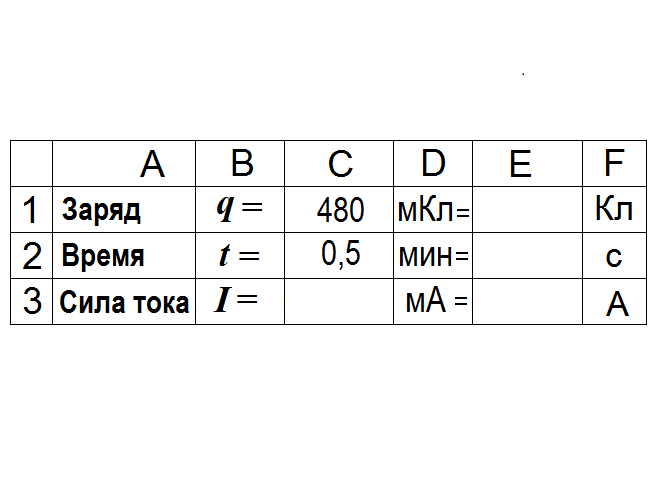 A B C D E F
1 Заряд q = 480 мКл= Кл
2 Время t = 0,5 мин= с
3 Сила тока I = мА = А